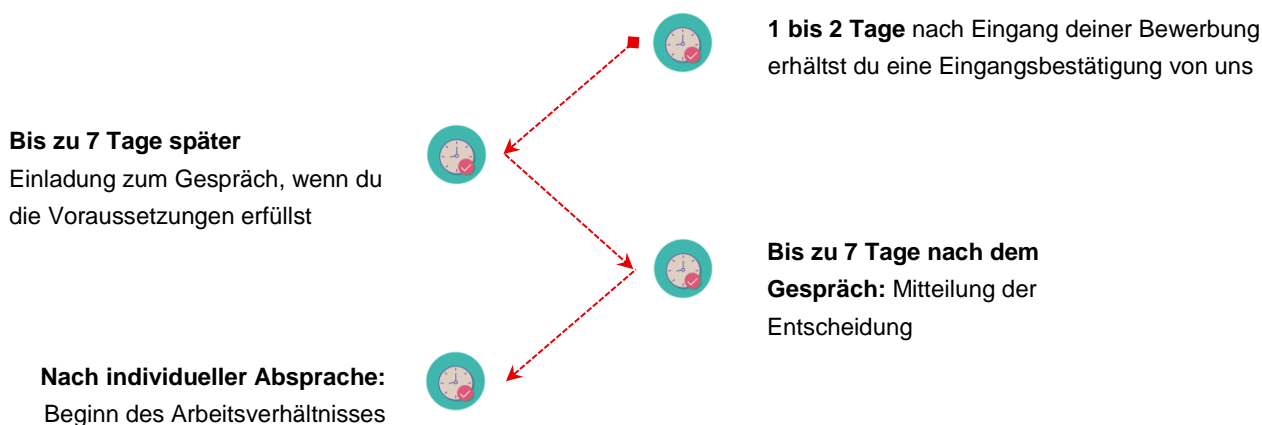 1 bis 2 Tage nach Eingang deiner Bewerbung
erhältst du eine Eingangsbestätigung von uns
Bis zu 7 Tage später
Einladung zum Gespräch, wenn du
die Voraussetzungen erfüllst
Bis zu 7 Tage nach dem
Gespräch: Mitteilung der
Entscheidung
Nach individueller Absprache:
Beginn des Arbeitsverhältnisses